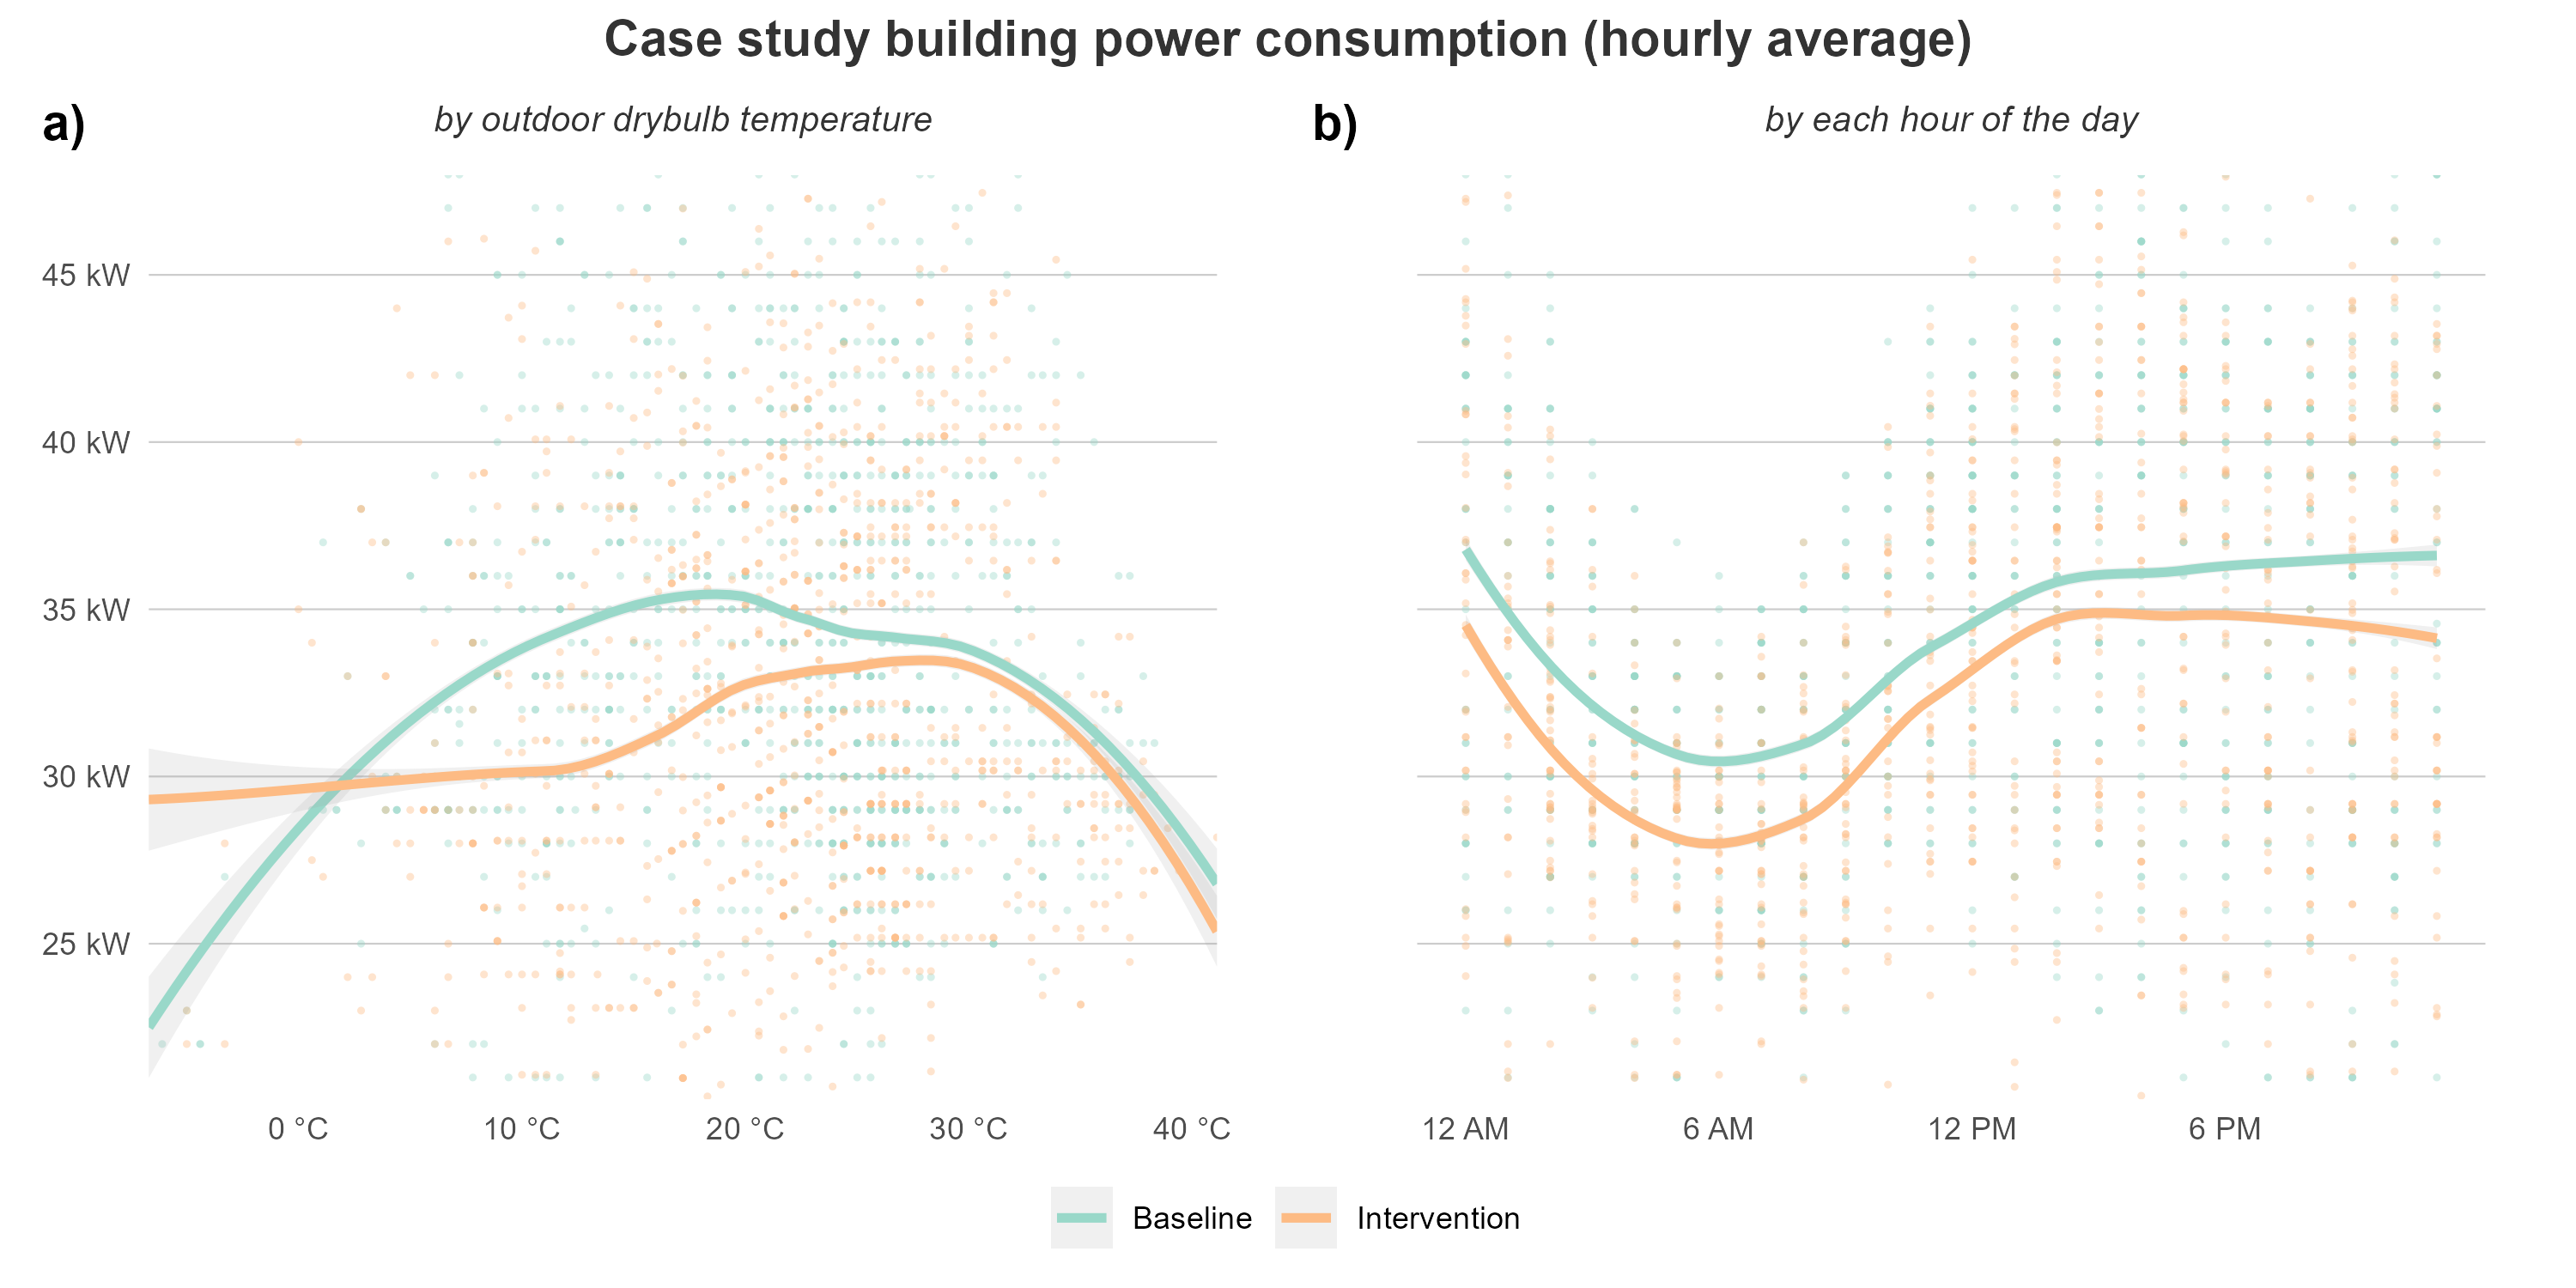 Case study building power consumption (hourly average)
a)
by outdoor drybulb temperature
45 kW
40 kW
35 kW
30 kW
25 kW
0 °C 10 °C 20 °C 30 °C 40 °C
b)
by each hour of the day
12 AM 6 AM 12 PM 6 PM
Baseline Intervention